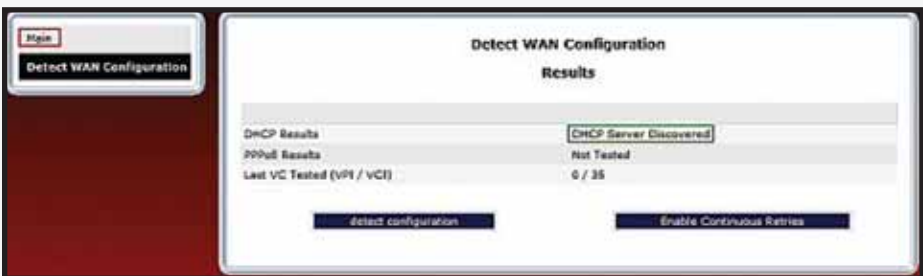 Main
Detect WAN Configuration
Detect WAN Configuration
Results
DHCP Results DHCP Server Discovered
PPPoE Results Not Tested
Last VC Tested (VPI / VCI) 0 / 35
detect configuration Enable Continuous Retries